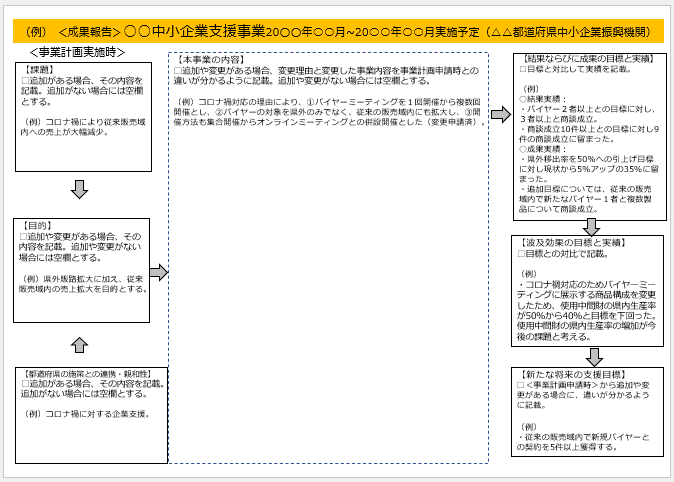 （例）　＜成果報告＞〇〇中小企業支援事業20〇〇年〇〇月~20〇〇年〇〇月実施予定（△△都道府県中小企業振興機関）
＜事業計画実施時＞
【課題】
□追加がある場合、その内容を
記載。追加がない場合には空欄
とする。
（例）コロナ禍により従来販売域
内への売上が大幅減少。
【目的】
□追加や変更がある場合、その
内容を記載。追加や変更がない
場合には空欄とする。
（例）県外販路拡大に加え、従来
販売域内の売上拡大を目的とする。
【都道府県の施策との連携・親和性】
□追加がある場合、その内容を記載。
追加がない場合には空欄とする。
（例）コロナ禍に対する企業支援。
【本事業の内容】
□追加や変更がある場合、変更理由と変更した事業内容を事業計画申請時との
違いが分かるように記載。追加や変更がない場合には空欄とする。
（例）コロナ禍対応の理由により、①バイヤーミーティングを１回開催から複数回
開催とし、②バイヤーの対象を県外のみでなく、従来の販売域内にも拡大し、③開
催方法も集合開催からオンラインミーティングとの併設開催とした（変更申請済）。
【結果ならびに成果の目標と実績】
□目標と対比して実績を記載。
（例）
○結果実績：
・バイヤー２者以上との目標に対し、
３者以上と商談成立。
・商談成立10件以上との目標に対し9
件の商談成立に留まった。
○成果実績：
・県外移出率を50％への引上げ目標
に対し現状から5％アップの35％に留
まった。
・追加目標については、従来の販売
域内で新たなバイヤー１者と複数製
品について商談成立。
【波及効果の目標と実績】
□目標との対比で記載。
（例）
・コロナ禍対応のためバイヤーミー
ティングに展示する商品構成を変更
したため、使用中間財の県内生産率
が50％から40％と目標を下回った。
使用中間財の県内生産率の増加が今
後の課題と考える。
【新たな将来の支援目標】
□＜事業計画申請時＞から追加や変
更がある場合に、違いが分かるよう
に記載。
（例）
・従来の販売域内で新規バイヤーと
の契約を5件以上獲得する。